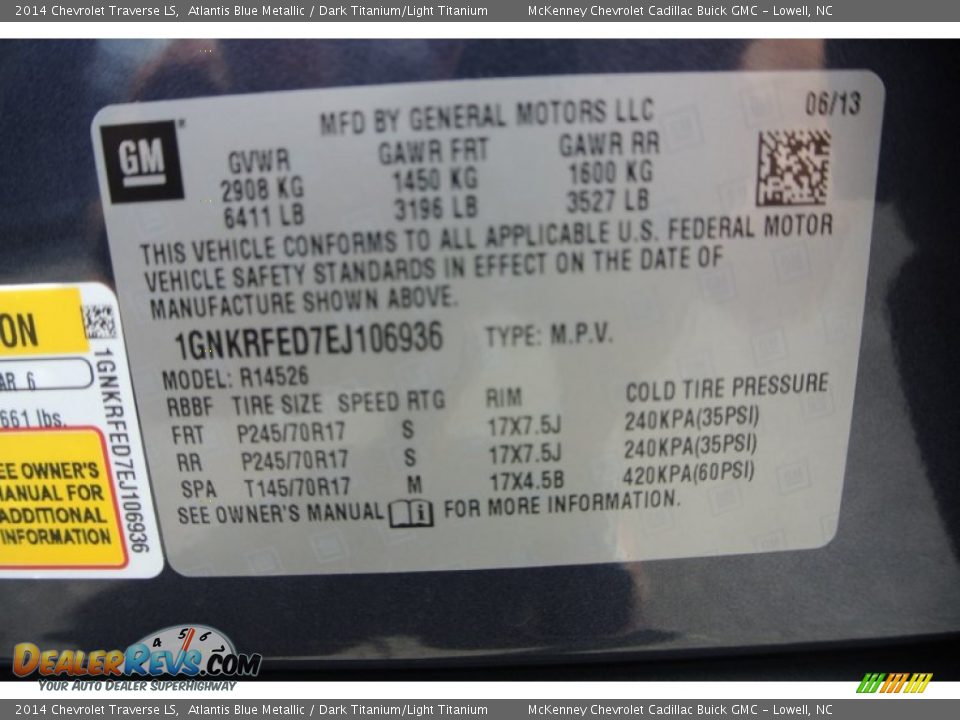 2014 Chevrolet Traverse LS, Atlantis Blue Metallic / Dark Titanium/Light Titanium McKenney Chevrolet Cadillac Buick GMC - Lowell, NC
GM
MFD BY GENERAL MOTORS LLC 06/13
GVWR GAWR FRT GAWR RR
2908 KG 1450 KG 1600 KG
6411 LB 3196 LB 3527 LB
THIS VEHICLE CONFORMS TO ALL APPLICABLE U.S. FEDERAL MOTOR
VEHICLE SAFETY STANDARDS IN EFFECT ON THE DATE OF
MANUFACTURE SHOWN ABOVE.
1GNKRFED7EJ106936 TYPE: M.P.V.
MODEL: R14526
RBBF TIRE SIZE SPEED RTG RIM COLD TIRE PRESSURE
FRT P245/70R17 S 17X7.5J 240KPA(35PSI)
RR P245/70R17 S 17X7.5J 240KPA(35PSI)
SPA T145/70R17 M 17X4.5B 420KPA(60PSI)
SEE OWNER'S MANUAL i FOR MORE INFORMATION.
ON
AR 6
661 lbs.
EE OWNER'S
MANUAL FOR
ADDITIONAL
INFORMATION
1GNKRFED7EJ106936
4 5 6
DEALERREVS.COM
YOUR AUTO DEALER SUPERHIGHWAY
2014 Chevrolet Traverse LS, Atlantis Blue Metallic / Dark Titanium/Light Titanium McKenney Chevrolet Cadillac Buick GMC - Lowell, NC